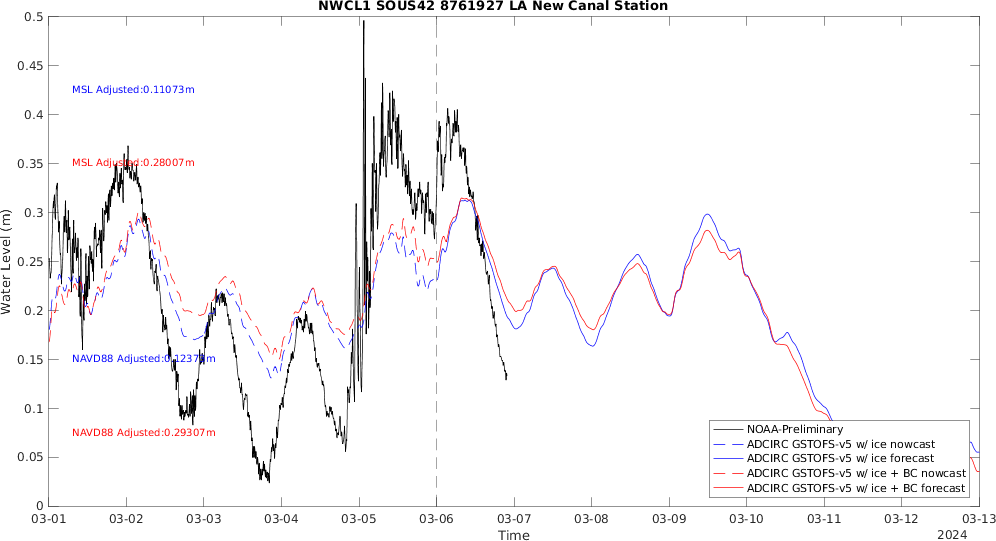 NWCL1 SOUS42 8761927 LA New Canal Station
0.5
0.45
0.4
0.35
0.3
0.25
0.2
0.15
0.1
0.05
0
Water Level (m)
MSL Adjusted:0.11073m
MSL Adjusted:0.28007m
NAVD88 Adjusted:0.1237m
NAVD88 Adjusted:0.29307m
NOAA-Preliminary
ADCIRC GSTOFS-v5 w/ ice nowcast
ADCIRC GSTOFS-v5 w/ ice forecast
ADCIRC GSTOFS-v5 w/ ice + BC nowcast
ADCIRC GSTOFS-v5 w/ ice + BC forecast
03-01 03-02 03-03 03-04 03-05 03-06 03-07 03-08 03-09 03-10 03-11 03-12 03-13
Time
2024